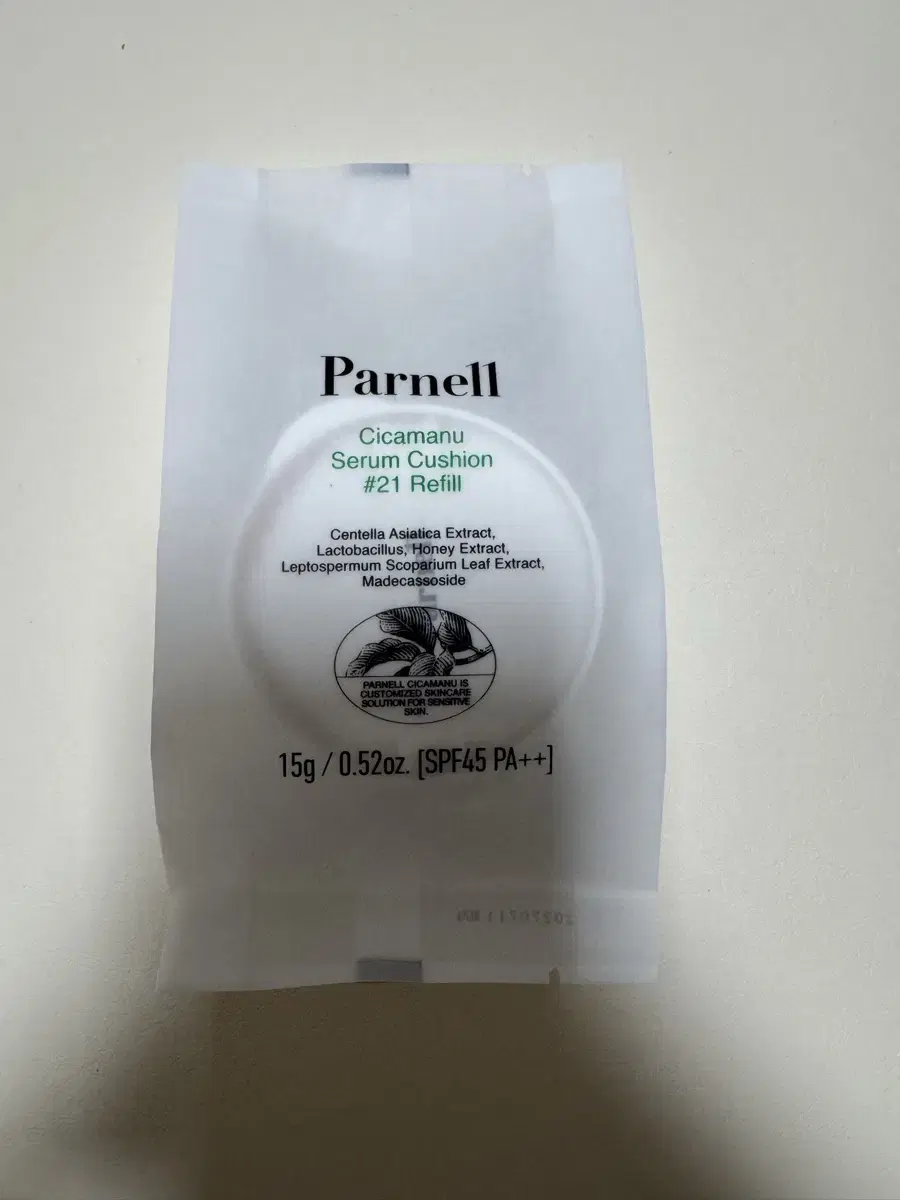 Parnell
Cicamanu
Serum Cushion
#21 Refill
Centella Asiatica Extract,
Lactobacillus, Honey Extract,
Leptospermum Scoparium Leaf Extract,
Madecassoside
PARNELL CICAMANU IS
CUSTOMIZED SKINCARE
SOLUTION FOR SENSITIVE
SKIN.
15g / 0.52oz. [SPF45 PA++]